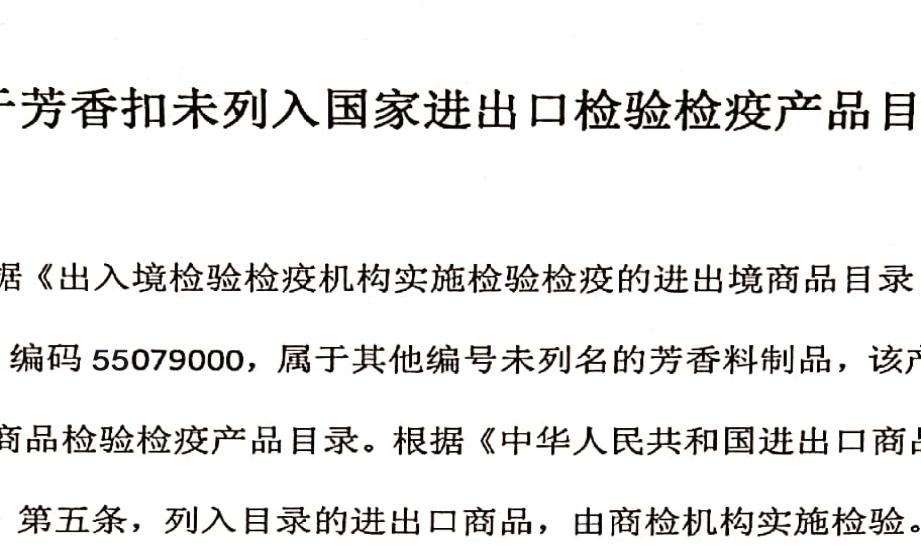 于芳香扣未列入国家进出口检验检疫产品目
据《出入境检验检疫机构实施检验检疫的进出境商品目录
编码 55079000，属于其他编号未列名的芳香料制品，该产
商品检验检疫产品目录。根据《中华人民共和国进出口商品
第五条，列入目录的进出口商品，由商检机构实施检验。